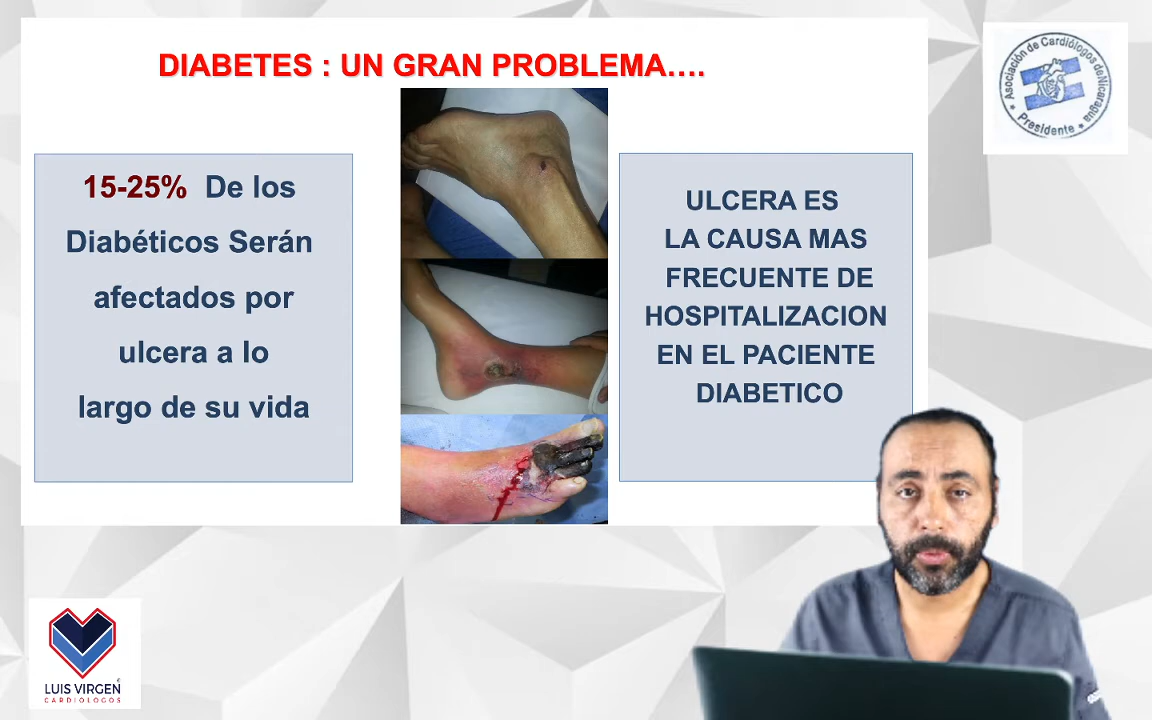 DIABETES : UN GRAN PROBLEMA....
15-25% De los
Diabéticos Serán
afectados por
ulcera a lo
largo de su vida
ULCERA ES
LA CAUSA MAS
FRECUENTE DE
HOSPITALIZACION
EN EL PACIENTE
DIABETICO
Asociación de Cardiólogos de Nicaragua
* Presidente *
LUIS VIRGEN ©
CARDIOLOGOS